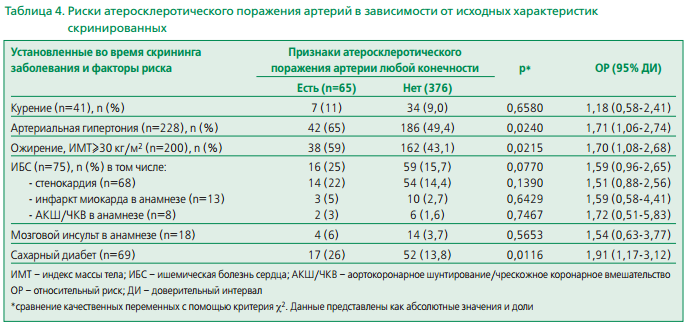 Таблица 4. Риски атеросклеротического поражения артерий в зависимости от исходных характеристик
скринированных
Установленные во время скрининга заболевания и факторы риска | Признаки атеросклеротического поражения артерии любой конечности | p* | ОР (95% ДИ)
Есть (n=65) | Нет (376)
Курение (n=41), n (%) | 7 (11) | 34 (9,0) | 0,6580 | 1,18 (0,58-2,41)
Артериальная гипертония (n=228), n (%) | 42 (65) | 186 (49,4) | 0,0240 | 1,71 (1,06-2,74)
Ожирение, ИМТ⩾30 кг/м² (n=200), n (%) | 38 (59) | 162 (43,1) | 0,0215 | 1,70 (1,08-2,68)
ИБС (n=75), n (%) в том числе: | 16 (25) | 59 (15,7) | 0,0770 | 1,59 (0,96-2,65)
- стенокардия (n=68) | 14 (22) | 54 (14,4) | 0,1390 | 1,51 (0,88-2,56)
- инфаркт миокарда в анамнезе (n=13) | 3 (5) | 10 (2,7) | 0,6429 | 1,59 (0,58-4,41)
- АКШ/ЧКВ в анамнезе (n=8) | 2 (3) | 6 (1,6) | 0,7467 | 1,72 (0,51-5,83)
Мозговой инсульт в анамнезе (n=18) | 4 (6) | 14 (3,7) | 0,5653 | 1,54 (0,63-3,77)
Сахарный диабет (n=69) | 17 (26) | 52 (13,8) | 0,0116 | 1,91 (1,17-3,12)
ИМТ – индекс массы тела; ИБС – ишемическая болезнь сердца; АКШ/ЧКВ – аортокоронарное шунтирование/чрескожное коронарное вмешательство
ОР – относительный риск; ДИ – доверительный интервал
*сравнение качественных переменных с помощью критерия χ². Данные представлены как абсолютные значения и доли